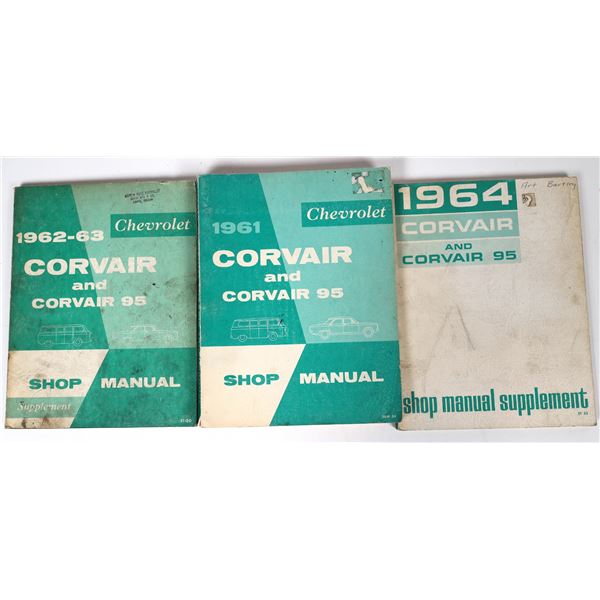 1962-63
Chevrolet
CORVAIR
and
CORVAIR 95
SHOP MANUAL
Supplement
1961
Chevrolet
CORVAIR
and
CORVAIR 95
SHOP MANUAL
Art
1964
CORVAIR
AND
CORVAIR 95
shop manual supplement